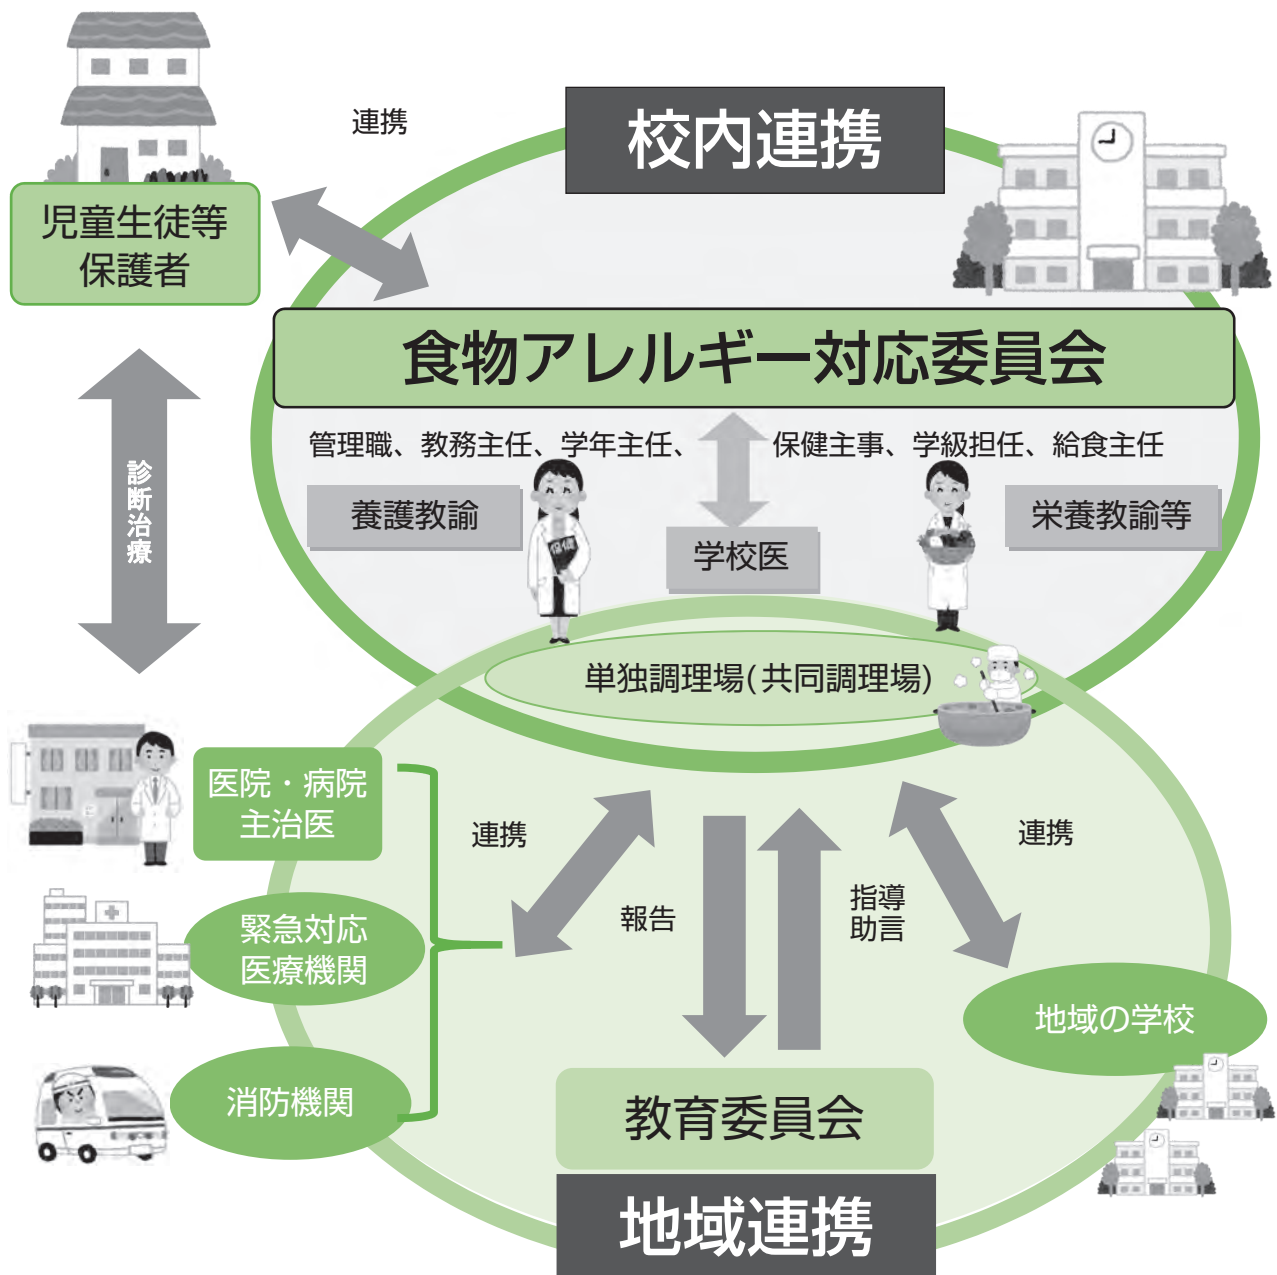 連携
校内連携
児童生徒等
保護者
食物アレルギー対応委員会
管理職、教務主任、学年主任、
保健主事、学級担任、給食主任
養護教諭
保健
学校医
栄養教諭等
診断治療
単独調理場(共同調理場)
医院・病院
主治医
連携
連携
報告
指導
助言
緊急対応
医療機関
地域の学校
消防機関
教育委員会
地域連携